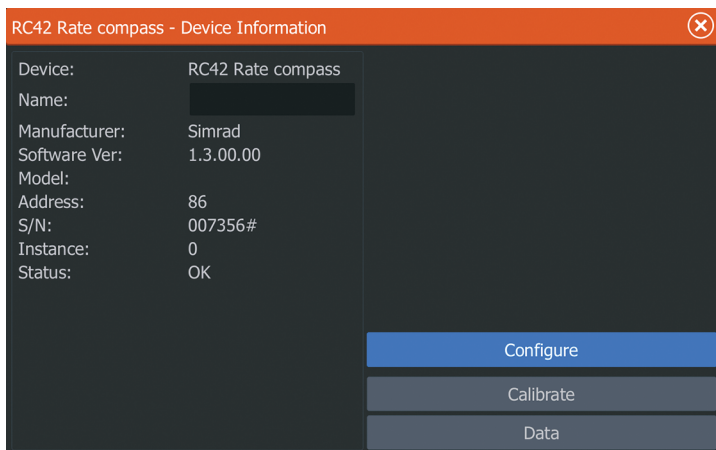 RC42 Rate compass - Device Information
Device: RC42 Rate compass
Name:
Manufacturer: Simrad
Software Ver: 1.3.00.00
Model:
Address: 86
S/N: 007356#
Instance: 0
Status: OK
Configure
Calibrate
Data